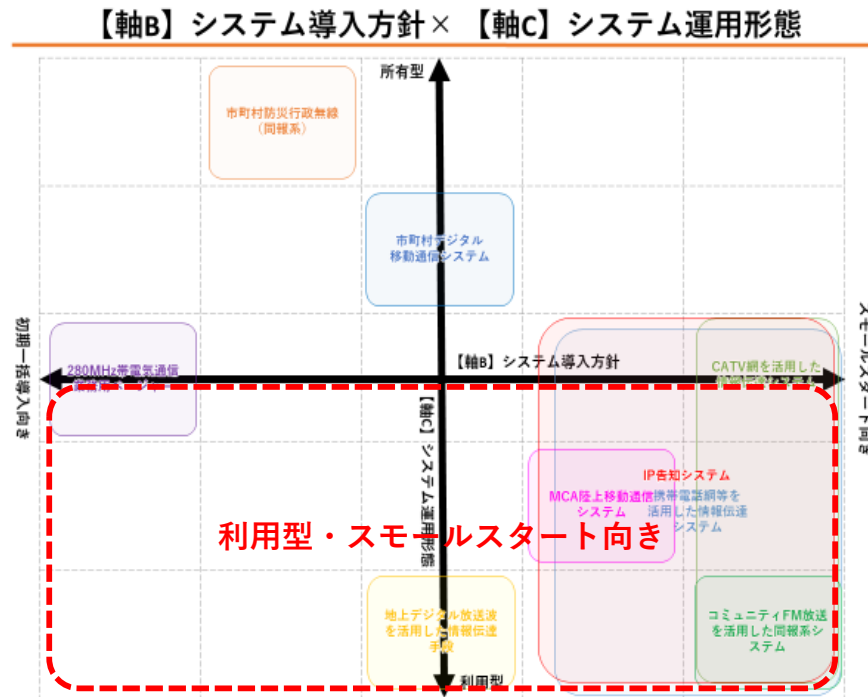 【軸B】システム導入方針× 【軸C】システム運用形態
所有型
市町村防災行政無線
（同報系）
市町村デジタル
移動通信システム
初期一括導入向き
スモールスタート向き
【軸B】システム導入方針
280MHz帯電気通信
CATV網を活用した
【軸C】システム運用形態
IP告知システム
MCA陸上移動通信
システム
携帯電話網等を
活用した情報伝達
システム
利用型・スモールスタート向き
地上デジタル放送波
を活用した情報伝達
手段
コミュニティFM放送
を活用した同報系シ
ステム
利用型